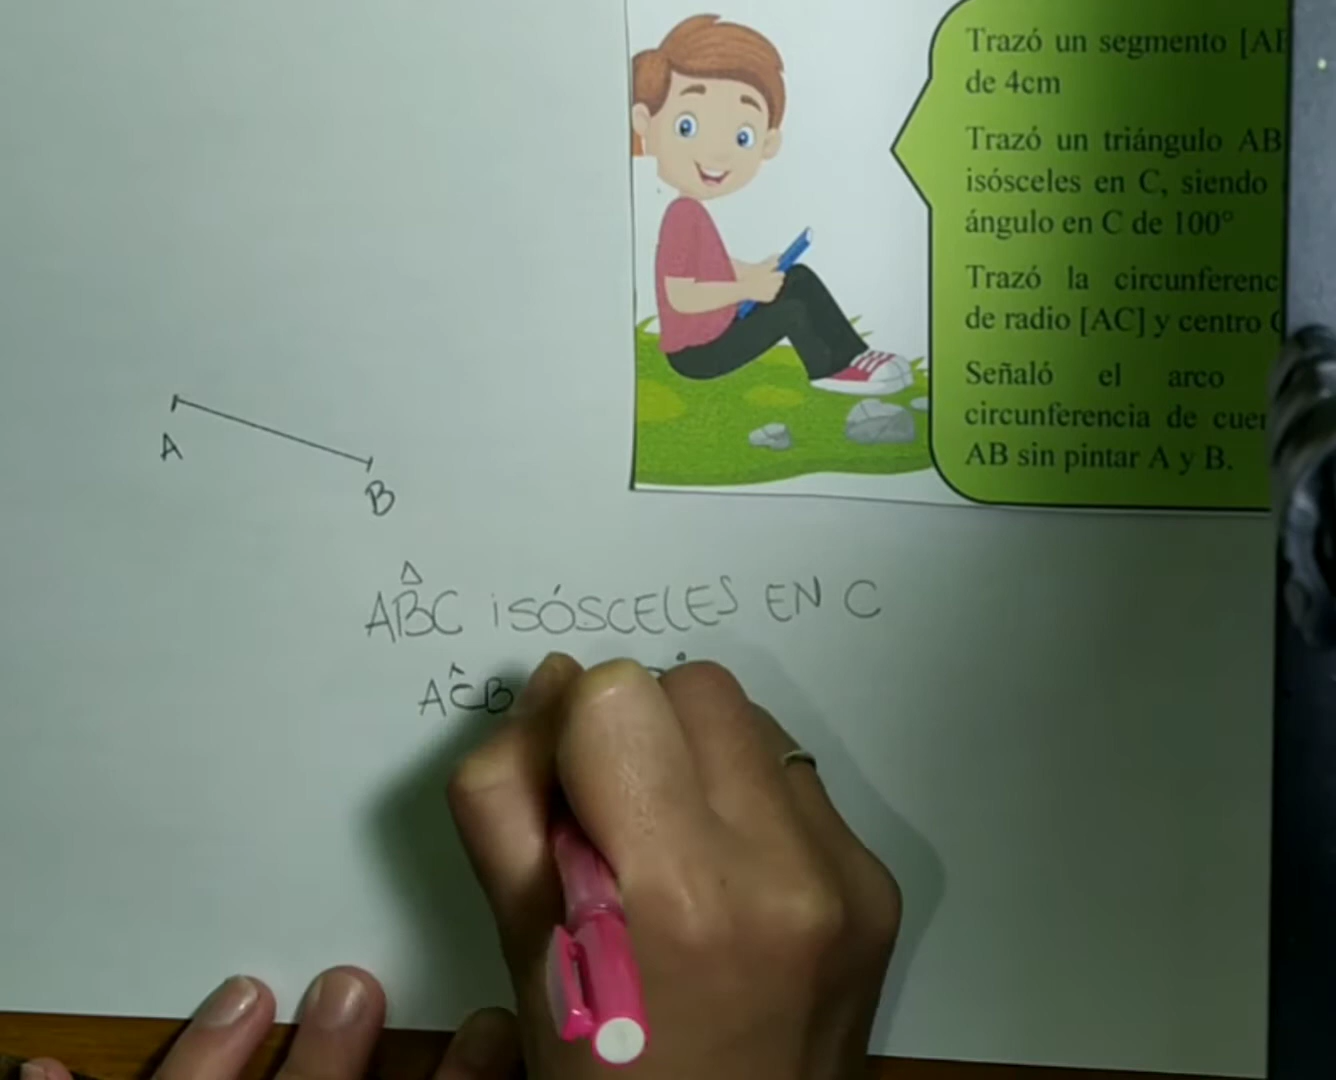 Trazó un segmento [AB
de 4cm
Trazó un triángulo AB
isósceles en C, siendo
ángulo en C de 100°
Trazó la circunferenc
de radio [AC] y centro C
Señaló el arco
circunferencia de cuer
AB sin pintar A y B.
A
B
ABC iSÓSCELES EN C
ACB